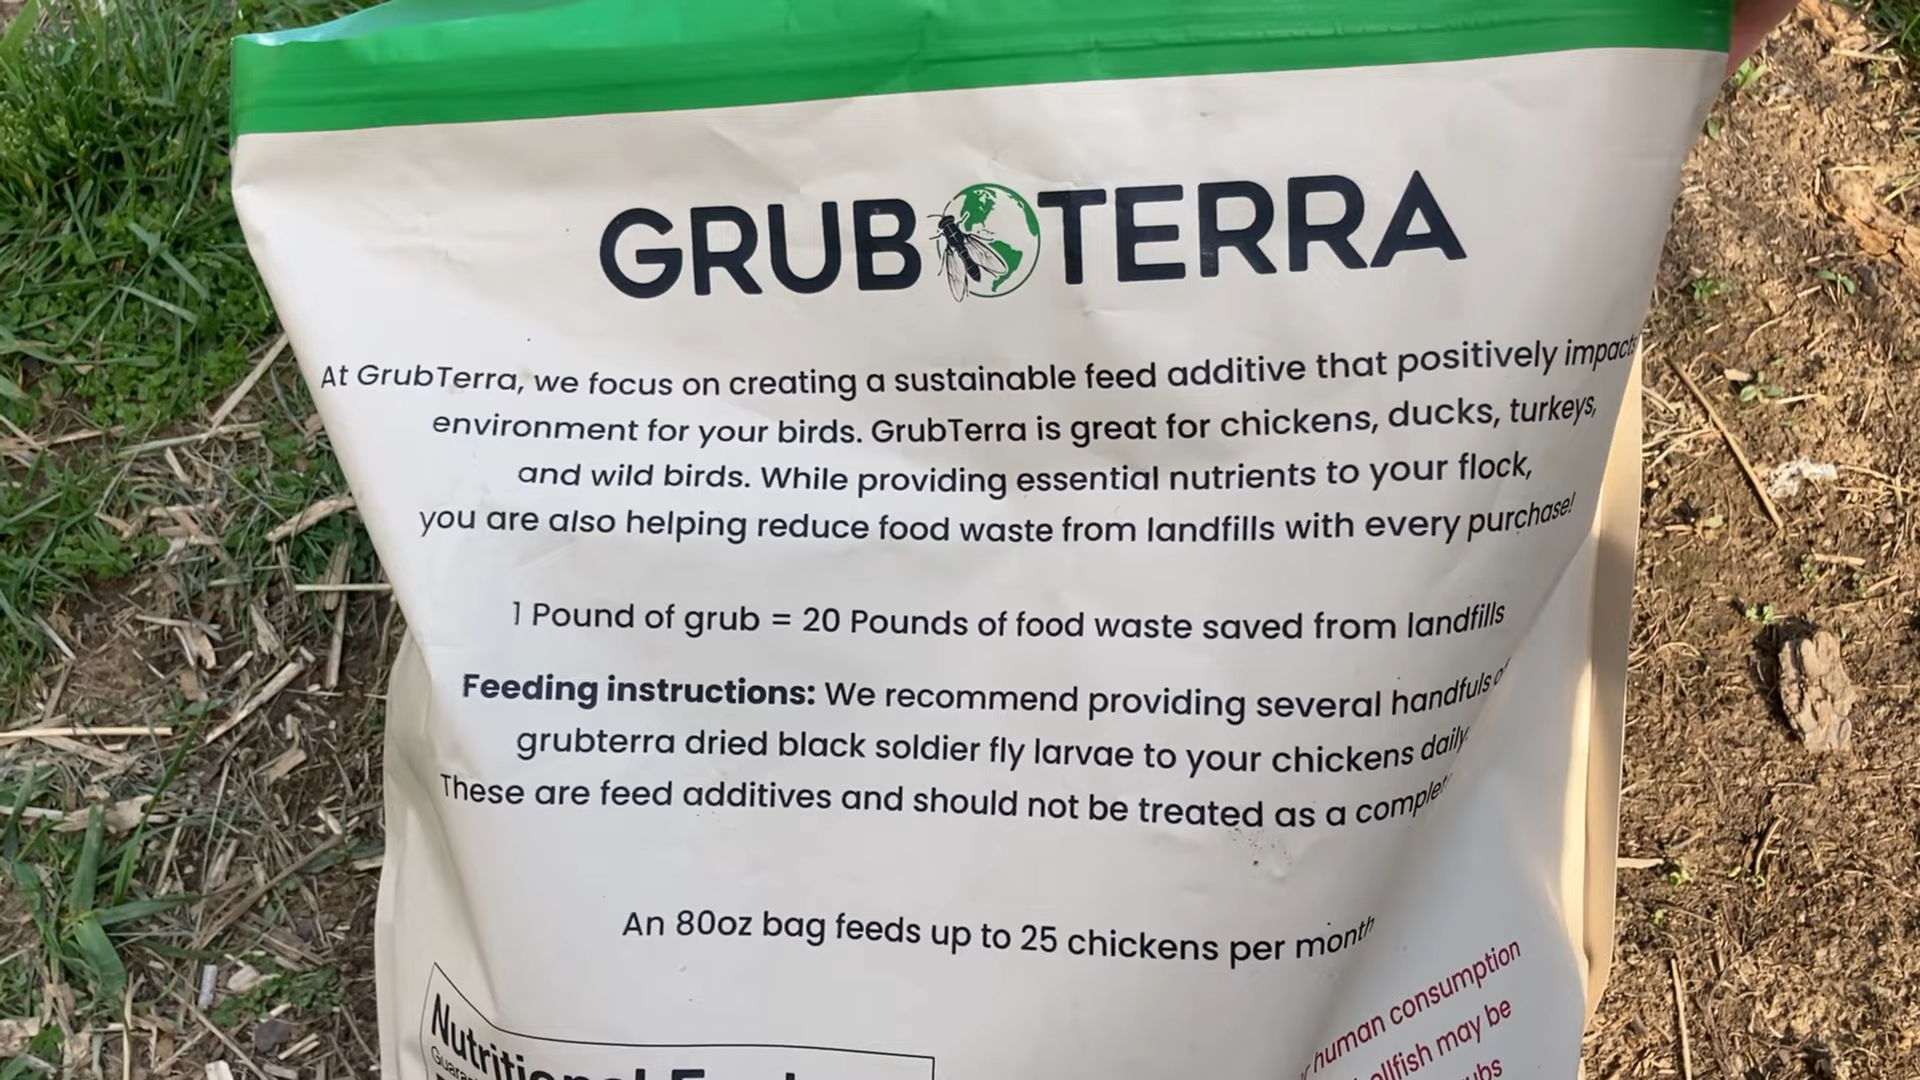 GRUB TERRA
At GrubTerra, we focus on creating a sustainable feed additive that positively impacts
environment for your birds. GrubTerra is great for chickens, ducks, turkeys,
and wild birds. While providing essential nutrients to your flock,
you are also helping reduce food waste from landfills with every purchase!
1 Pound of grub = 20 Pounds of food waste saved from landfills
Feeding instructions: We recommend providing several handfuls of
grubterra dried black soldier fly larvae to your chickens daily.
These are feed additives and should not be treated as a
An 80oz bag feeds up to 25 chickens per month
human consumption
may be